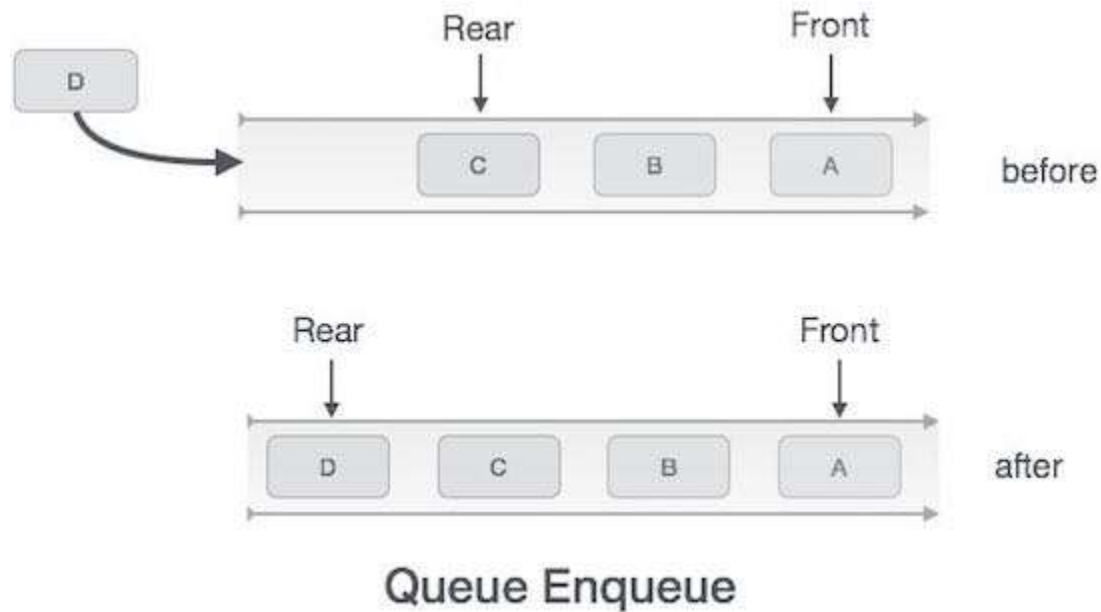 Rear Front
D
C B A
before
Rear Front
D C B A
after
Queue Enqueue